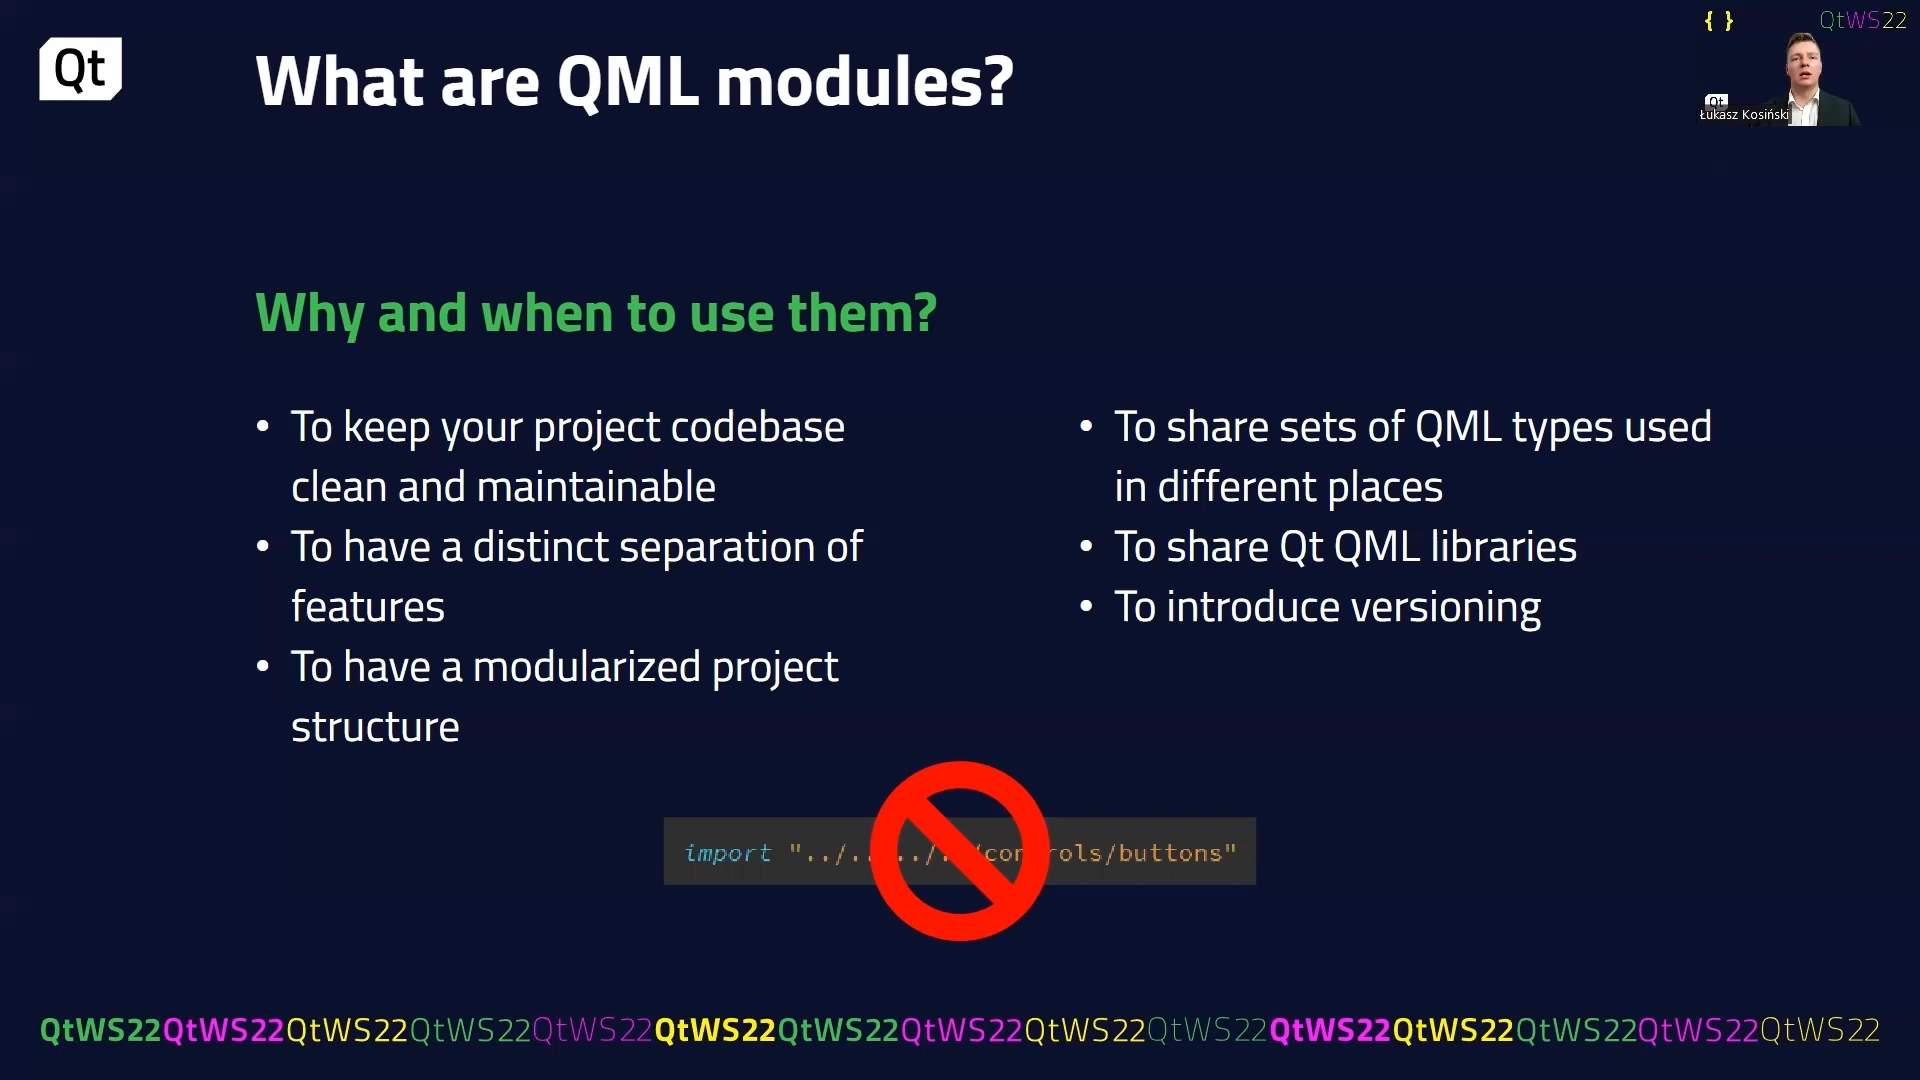 Qt
What are QML modules?
{ }
QtWS22
Qt
Łukasz Kosiński
Why and when to use them?
• To keep your project codebase
clean and maintainable
• To have a distinct separation of
features
• To have a modularized project
structure
• To share sets of QML types used
in different places
• To share Qt QML libraries
• To introduce versioning
import "../../../../controls/buttons"
QtWS22QtWS22QtWS22QtWS22QtWS22QtWS22QtWS22QtWS22QtWS22QtWS22QtWS22QtWS22QtWS22QtWS22QtWS22